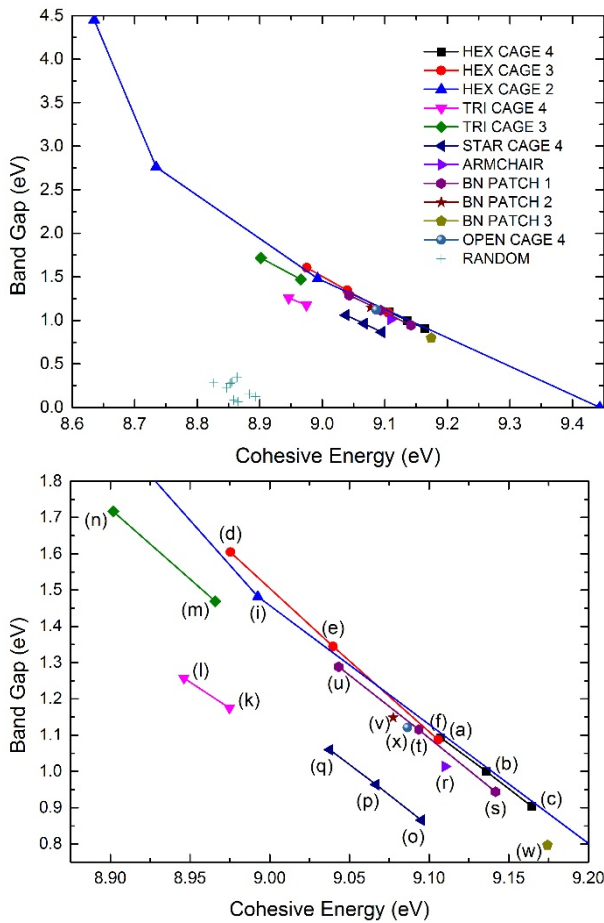 4.5
4.0
3.5
3.0
2.5
2.0
1.5
1.0
0.5
0.0
Band Gap (eV)
HEX CAGE 4
HEX CAGE 3
HEX CAGE 2
TRI CAGE 4
TRI CAGE 3
STAR CAGE 4
ARMCHAIR
BN PATCH 1
BN PATCH 2
BN PATCH 3
OPEN CAGE 4
RANDOM
8.6 8.7 8.8 8.9 9.0 9.1 9.2 9.3 9.4
Cohesive Energy (eV)
1.8
1.7
1.6
1.5
1.4
1.3
1.2
1.1
1.0
0.9
0.8
Band Gap (eV)
(n)
(d)
(m)
(i)
(e)
(l)
(u)
(k)
(v)
(f)
(a)
(x)
(t)
(q)
(b)
(r)
(p)
(c)
(s)
(o)
(w)
8.90 8.95 9.00 9.05 9.10 9.15 9.20
Cohesive Energy (eV)